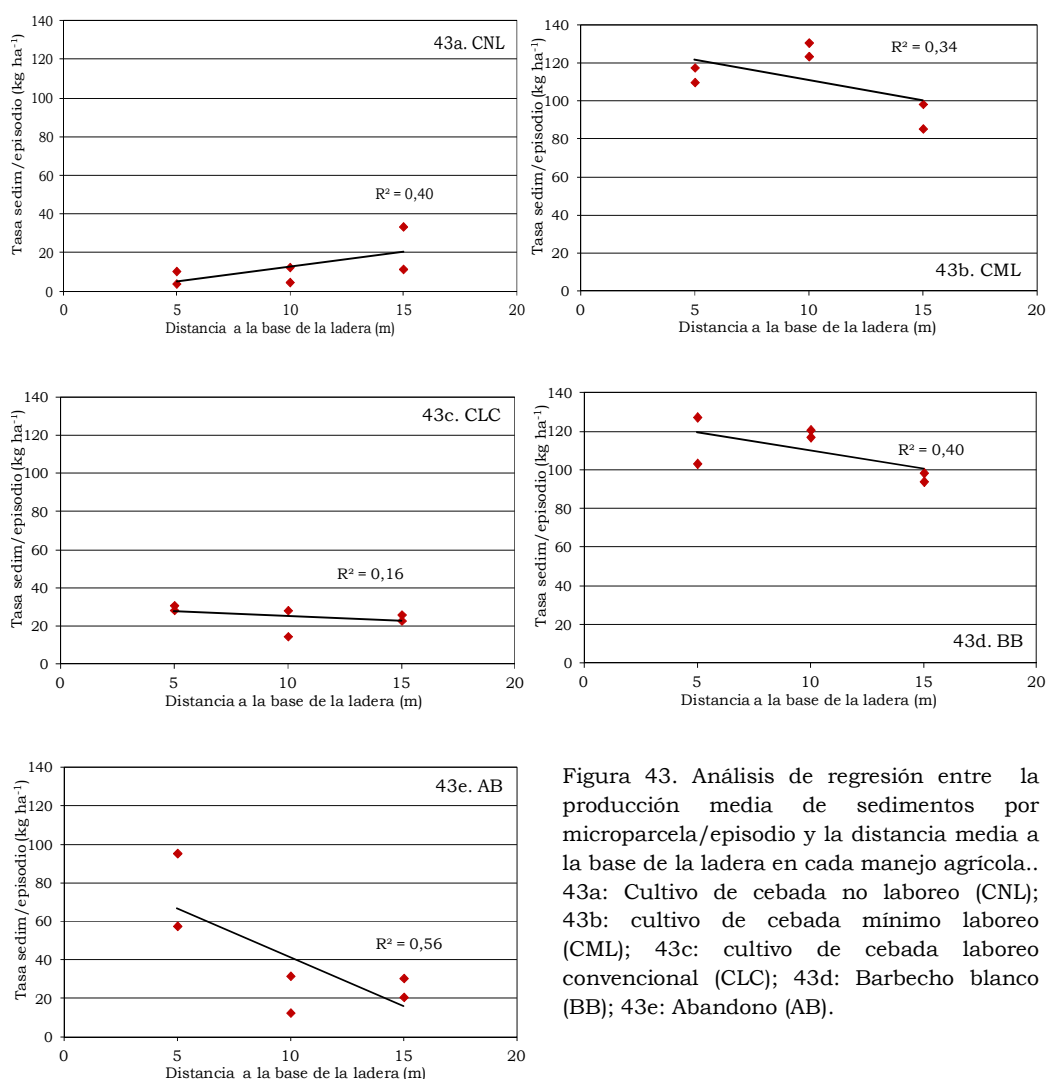 140
120
100
80
60
40
20
0
0 5 10 15 20
Tasa sedim/episodio (kg ha⁻¹)
Distancia a la base de la ladera (m)
43a. CNL
R² = 0,40
140
120
100
80
60
40
20
0
0 5 10 15 20
Tasa sedim/episodio (kg ha⁻¹)
Distancia a la base de la ladera (m)
R² = 0,34
43b. CML
140
120
100
80
60
40
20
0
0 5 10 15 20
Tasa sedim/episodio (kg ha⁻¹)
Distancia a la base de la ladera (m)
43c. CLC
R² = 0,16
140
120
100
80
60
40
20
0
0 5 10 15 20
Tasa sedim/episodio (kg ha⁻¹)
Distancia a la base de la ladera (m)
R² = 0,40
43d. BB
140
120
100
80
60
40
20
0
0 5 10 15 20
Tasa sedim/episodio (kg ha⁻¹)
Distancia a la base de la ladera (m)
43e. AB
R² = 0,56
Figura 43. Análisis de regresión entre la
producción media de sedimentos por
microparcela/episodio y la distancia media a
la base de la ladera en cada manejo agrícola..
43a: Cultivo de cebada no laboreo (CNL);
43b: cultivo de cebada mínimo laboreo
(CML); 43c: cultivo de cebada laboreo
convencional (CLC); 43d: Barbecho blanco
(BB); 43e: Abandono (AB).